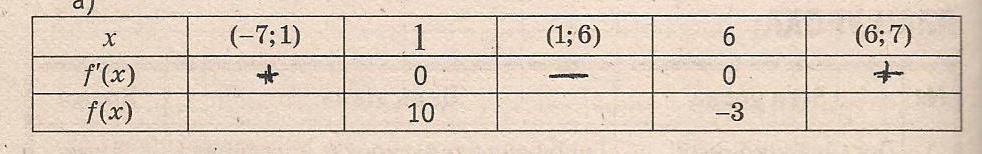 a)
x (−7;1) 1 (1;6) 6 (6;7)
f'(x) + 0 — 0 +
f(x) 10 −3